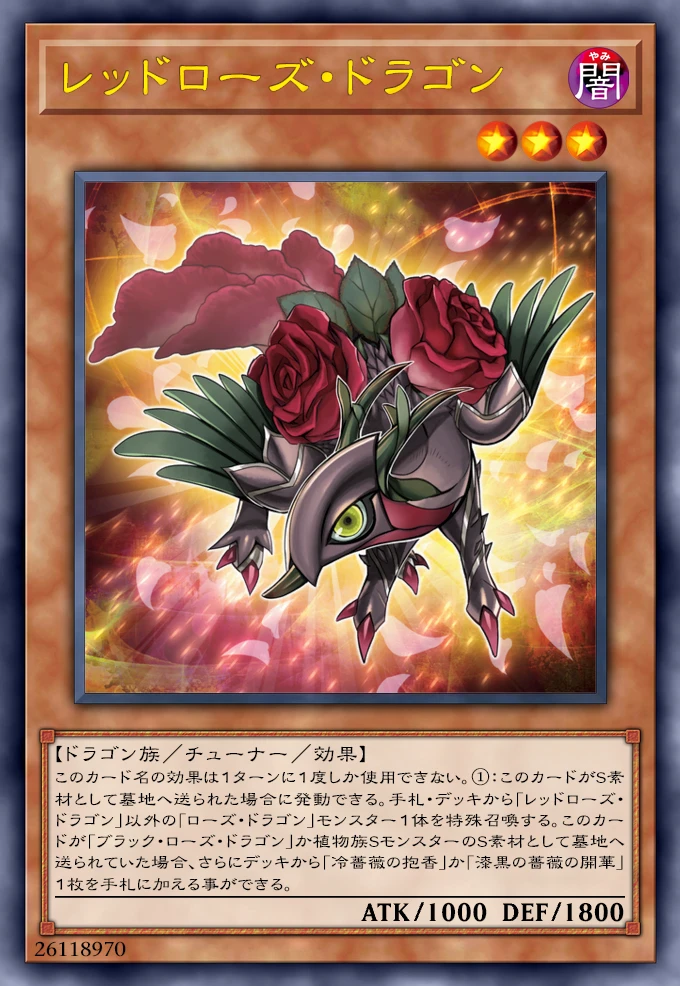 レッドローズ・ドラゴン
やみ
闇
【ドラゴン族／チューナー／効果】
このカード名の効果は1ターンに1度しか使用できない。①：このカードがS素
材として墓地へ送られた場合に発動できる。手札・デッキから「レッドローズ・
ドラゴン」以外の「ローズ・ドラゴン」モンスター1体を特殊召喚する。このカー
ドが「ブラック・ローズ・ドラゴン」か植物族SモンスターのS素材として墓地へ
送られていた場合、さらにデッキから「冷薔薇の抱香」か「漆黒の薔薇の開華」
1枚を手札に加える事ができる。
ATK/1000 DEF/1800
26118970